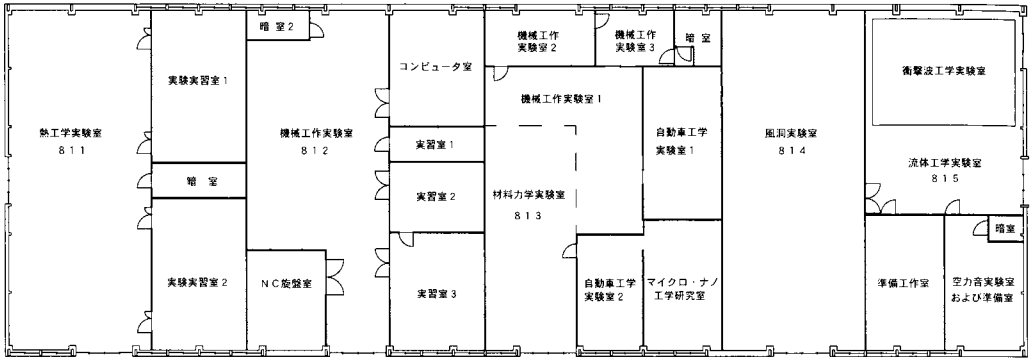 熱工学実験室
811
実験実習室1
暗 室
実験実習室2
暗 室2
機械工作実験室
812
NC旋盤室
コンピュータ室
実習室1
実習室2
実習室3
機械工作
実験室2
機械工作
実験室3
暗 室
機械工作実験室1
材料力学実験室
813
自動車工学
実験室1
自動車工学
実験室2
マイクロ・ナノ
工学研究室
風洞実験室
814
衝撃波工学実験室
流体工学実験室
815
準備工作室
暗室
空力音実験室
および準備室